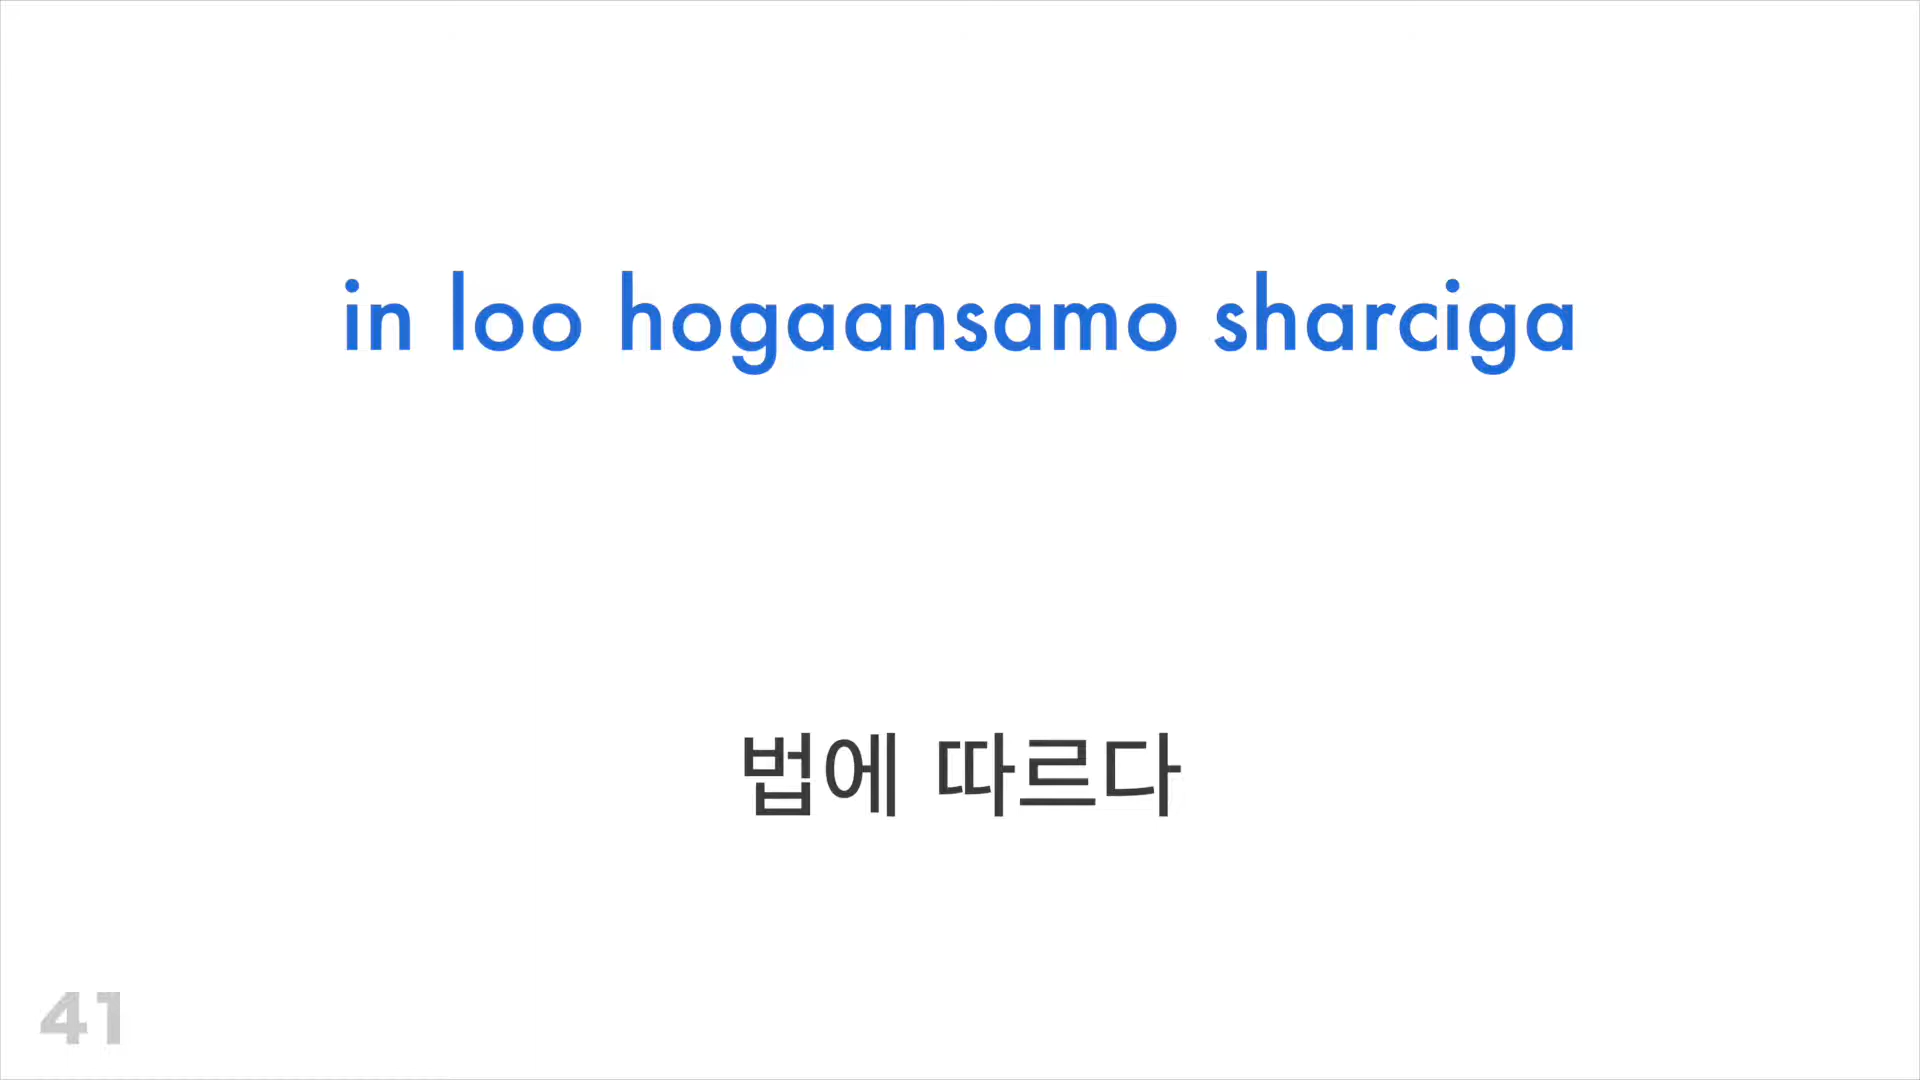 in loo hogaansamo sharciga
법에 따르다
41